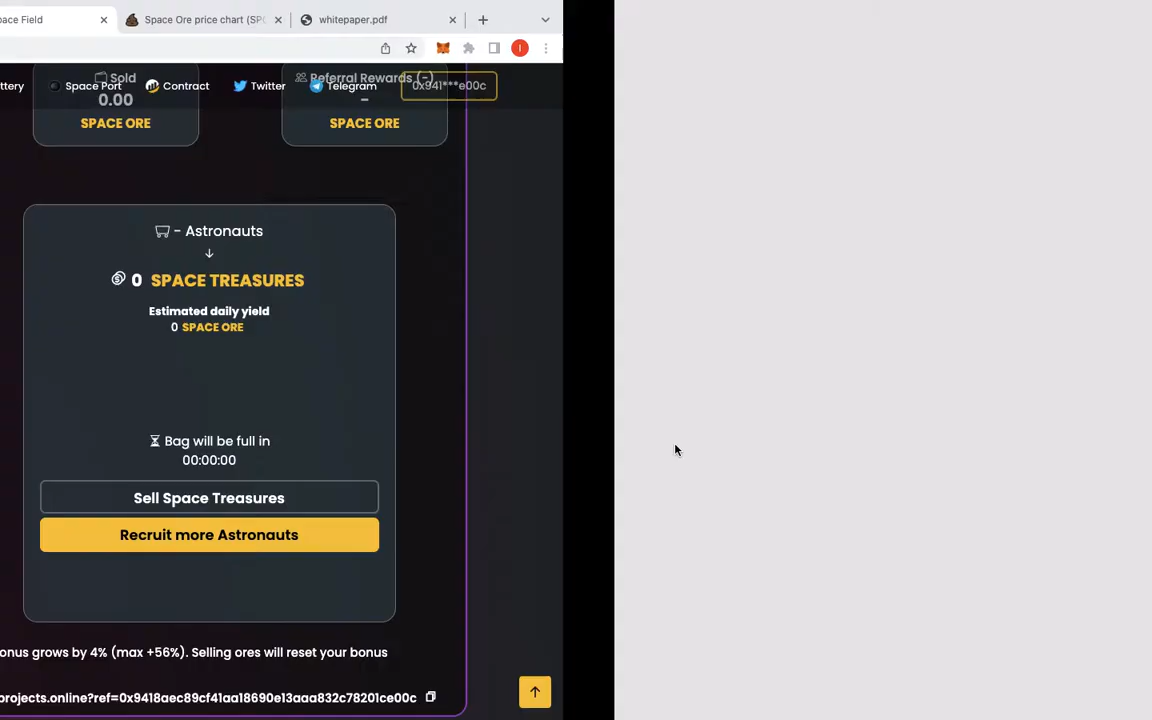 ace Field
Space Ore price chart (SPO
whitepaper.pdf
I
ttery
Space Port
Contract
Twitter
Telegram
0x941***e00c
Sold
Referral Rewards (-)
0.00
-
SPACE ORE
SPACE ORE
- Astronauts
0 SPACE TREASURES
Estimated daily yield
0 SPACE ORE
Bag will be full in
00:00:00
Sell Space Treasures
Recruit more Astronauts
onus grows by 4% (max +56%). Selling ores will reset your bonus
projects.online?ref=0x9418aec89cf41aa18690e13aaa832c78201ce00c